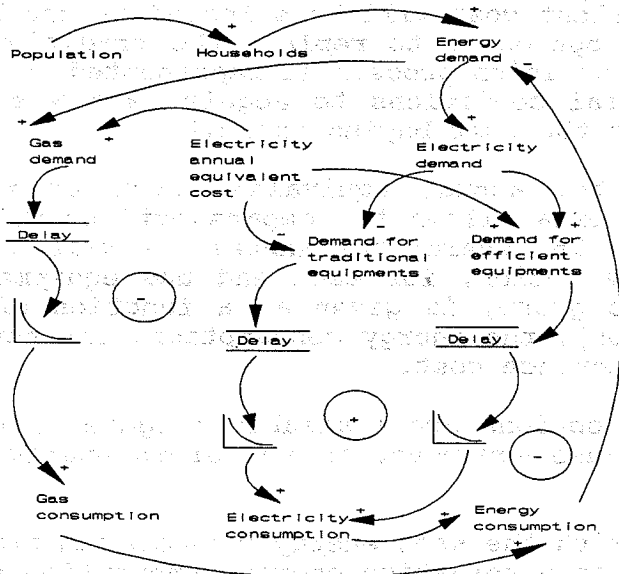 Population
Households
Energy
demand
Gas
demand
Electricity
annual
equivalent
cost
Electricity
demand
Delay
Demand for
traditional
equipments
Demand for
efficient
equipments
Delay
Delay
Gas
consumption
Electricity
consumption
Energy
consumption
+
+
+
+
+
-
-
-
+
+
-
+
-
+
+
+
+
+
-